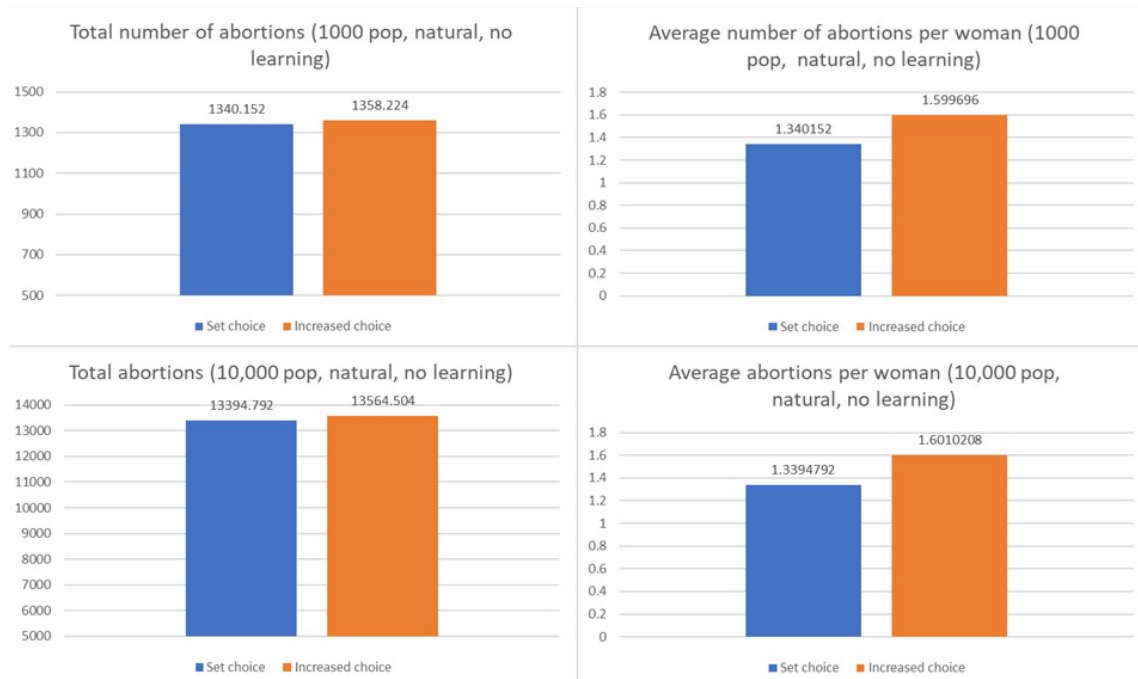 Total number of abortions (1000 pop, natural, no
learning)
1500
1300
1100
900
700
500
1340.152
1358.224
Set choice
Increased choice
Average number of abortions per woman (1000
pop, natural, no learning)
1.8
1.6
1.4
1.2
1
0.8
0.6
0.4
0.2
0
1.340152
1.599696
Set choice
Increased choice
Total abortions (10,000 pop, natural, no learning)
14000
13000
12000
11000
10000
9000
8000
7000
6000
5000
13394.792
13564.504
Set choice
Increased choice
Average abortions per woman (10,000 pop,
natural, no learning)
1.8
1.6
1.4
1.2
1
0.8
0.6
0.4
0.2
0
1.3394792
1.6010208
Set choice
Increased choice